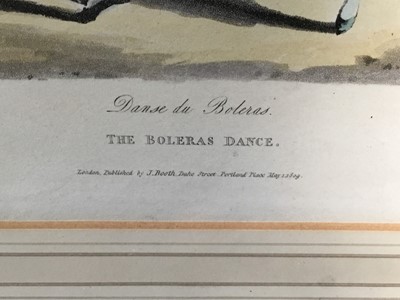 Danse du Boleras.
THE BOLERAS DANCE.
London, Published by J. Booth, Duke Street, Portland Place May 1. 1809.